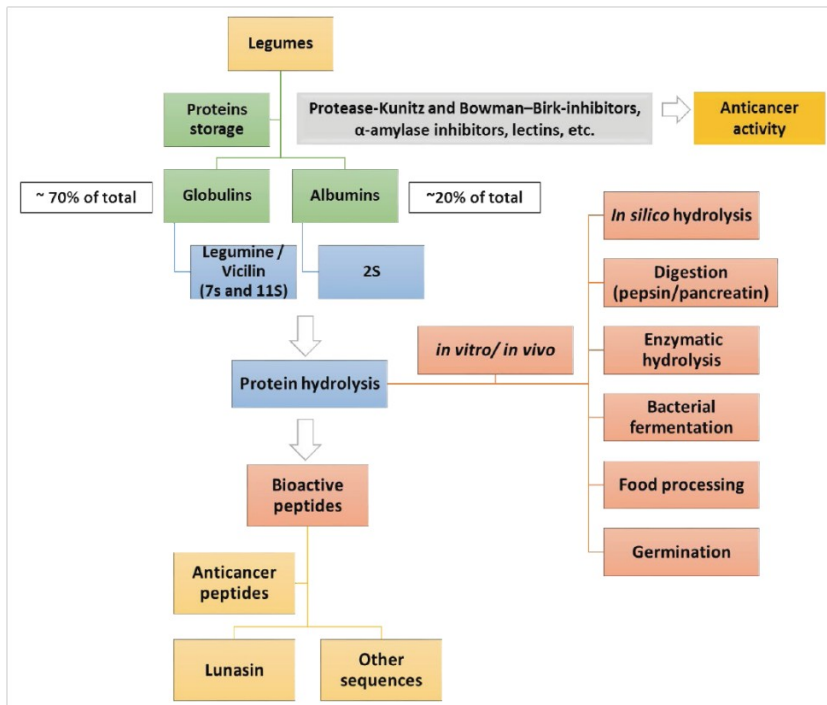 Legumes
Proteins
storage
Protease-Kunitz and Bowman–Birk-inhibitors,
α-amylase inhibitors, lectins, etc.
Anticancer
activity
~ 70% of total
Globulins
Albumins
~20% of total
Legumine /
Vicilin
(7s and 11S)
2S
In silico hydrolysis
Digestion
(pepsin/pancreatin)
Enzymatic
hydrolysis
Bacterial
fermentation
Food processing
Germination
in vitro/ in vivo
Protein hydrolysis
Bioactive
peptides
Anticancer
peptides
Lunasin
Other
sequences